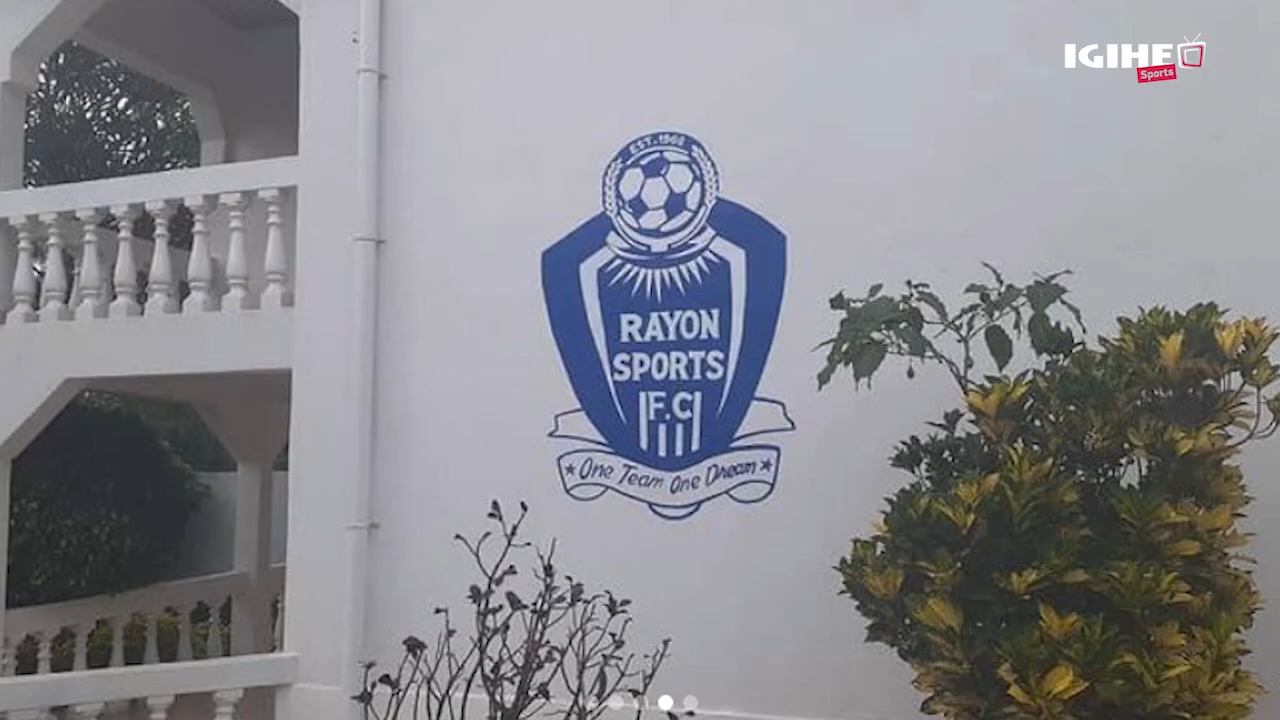 IGIHE
Sports
EST. 1968
RAYON
SPORTS
F.C
★ One Team One Dream ★